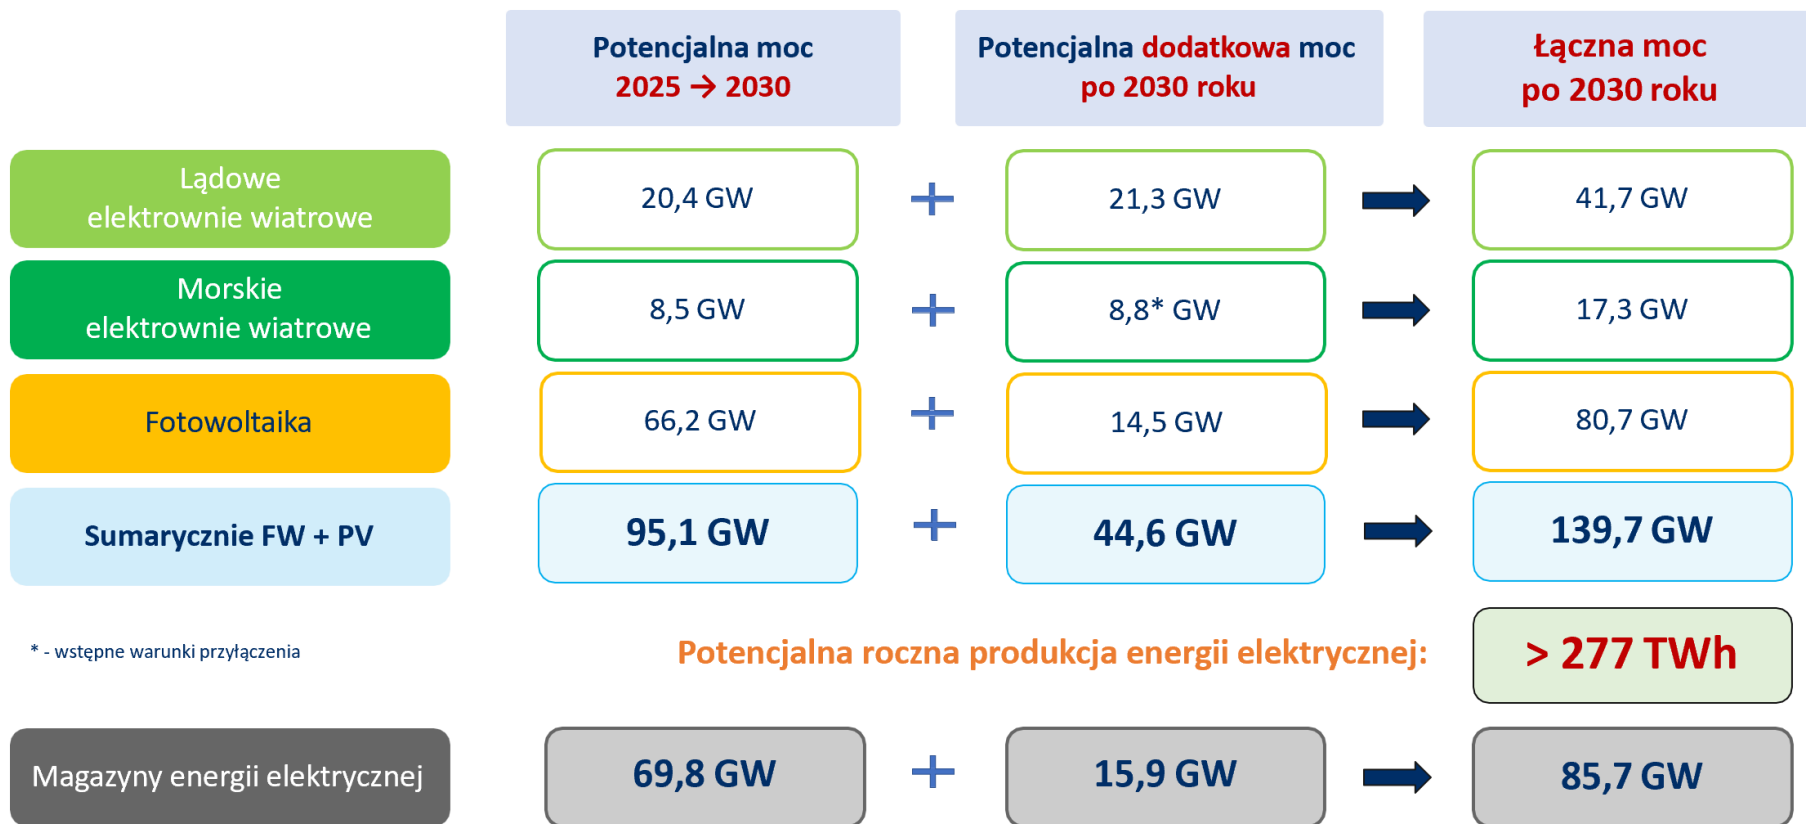 Potencjalna moc
2025 → 2030
Potencjalna dodatkowa moc
po 2030 roku
Łączna moc
po 2030 roku
Lądowe
elektrownie wiatrowe
20,4 GW
+
21,3 GW
41,7 GW
Morskie
elektrownie wiatrowe
8,5 GW
+
8,8* GW
17,3 GW
Fotowoltaika
66,2 GW
+
14,5 GW
80,7 GW
Sumarycznie FW + PV
95,1 GW
+
44,6 GW
139,7 GW
* - wstępne warunki przyłączenia
Potencjalna roczna produkcja energii elektrycznej:
> 277 TWh
Magazyny energii elektrycznej
69,8 GW
+
15,9 GW
85,7 GW